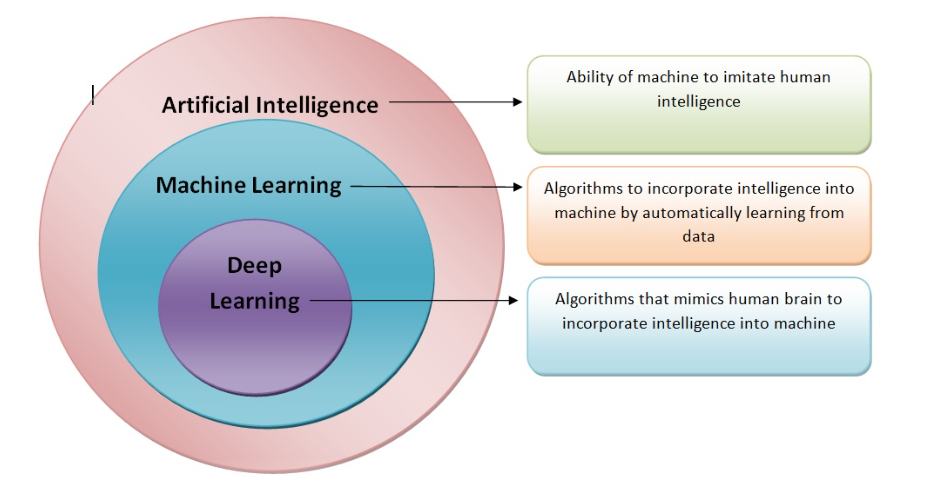 Artificial Intelligence
Ability of machine to imitate human
intelligence
Machine Learning
Algorithms to incorporate intelligence into
machine by automatically learning from
data
Deep
Learning
Algorithms that mimics human brain to
incorporate intelligence into machine